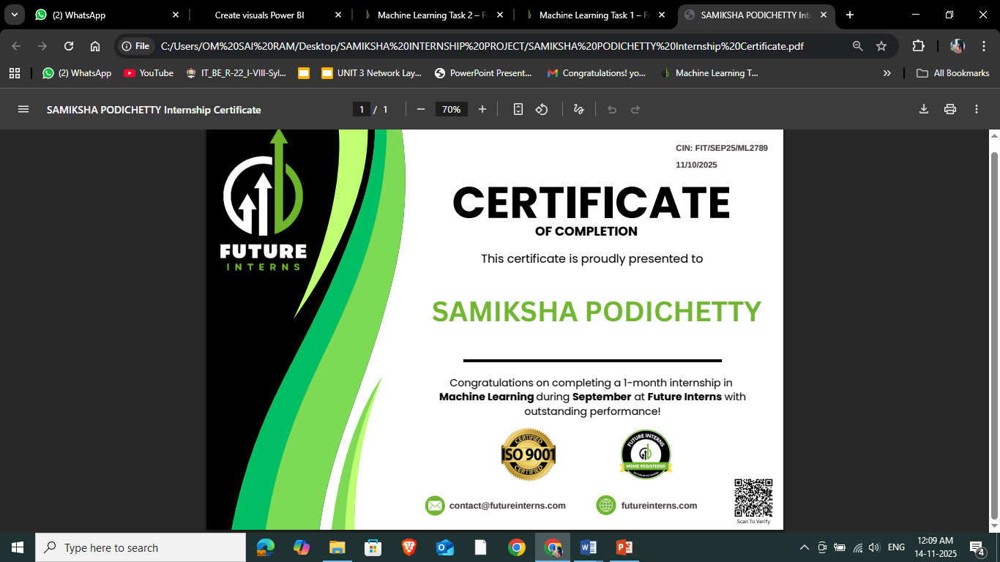 (2) WhatsApp
Create visuals Power BI
Machine Learning Task 2 – F
Machine Learning Task 1 – F
SAMIKSHA PODICHETTY Int
File
C:/Users/OM%20SAI%20RAM/Desktop/SAMIKSHA%20INTERNSHIP%20PROJECT/SAMIKSHA%20PODICHETTY%20Internship%20Certificate.pdf
(2) WhatsApp
YouTube
IT_BE_R-22_I-VIII-Syl...
UNIT 3 Network Lay...
PowerPoint Present...
Congratulations! yo...
Machine Learning T...
All Bookmarks
SAMIKSHA PODICHETTY Internship Certificate
1 / 1
70%
CIN: FIT/SEP25/ML2789
11/10/2025
FUTURE
INTERNS
CERTIFICATE
OF COMPLETION
This certificate is proudly presented to
SAMIKSHA PODICHETTY
Congratulations on completing a 1-month internship in
Machine Learning during September at Future Interns with
outstanding performance!
CERTIFIED
ISO 9001
CERTIFIED
FUTURE INTERNS
MSME REGISTERED
contact@futureinterns.com
futureinterns.com
Scan To Verify
Type here to search
ENG
12:09 AM
14-11-2025
4